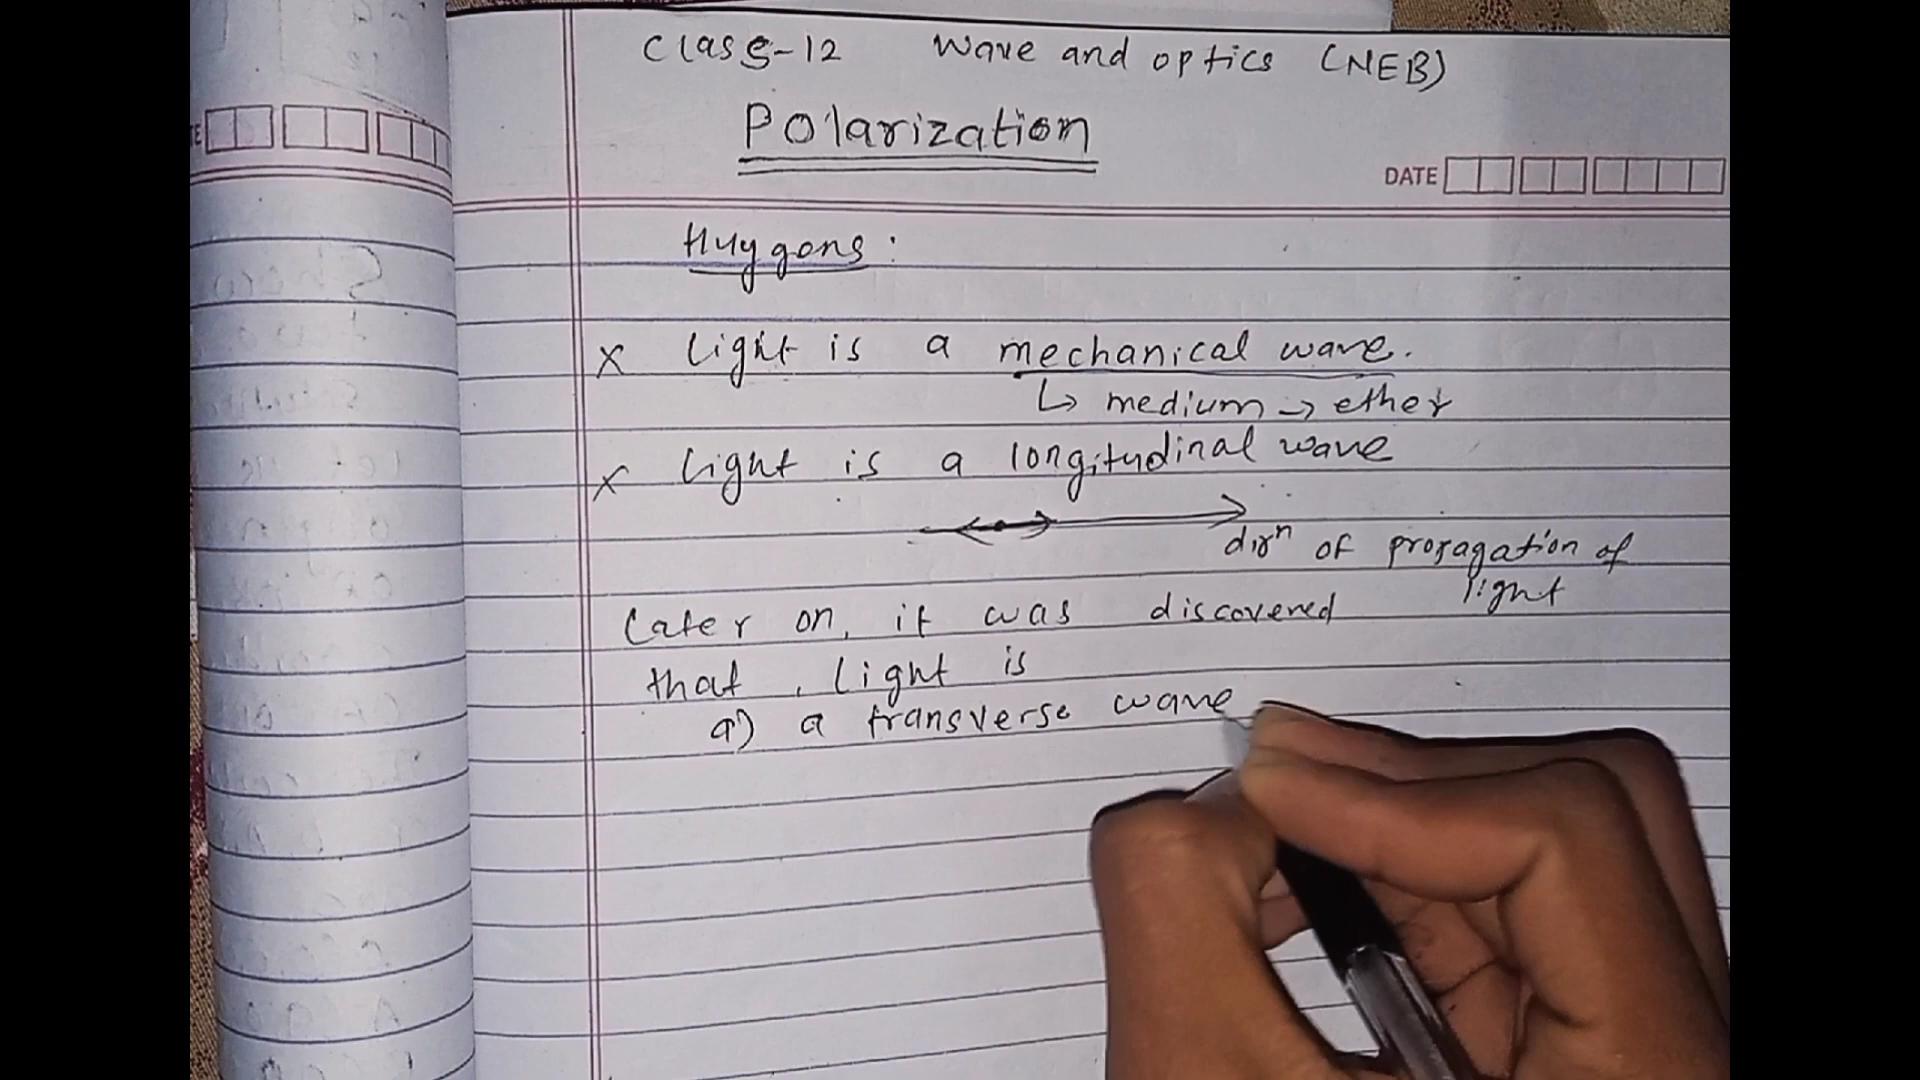 Class-12 Wave and optics (NEB)
Polarization
DATE
Huygons:
x Light is a mechanical wave.
↳ medium → ether
x Light is a longitudinal wave
dirⁿ of propagation of
light
Later on, it was discovered
that, Light is
a) a transverse wave